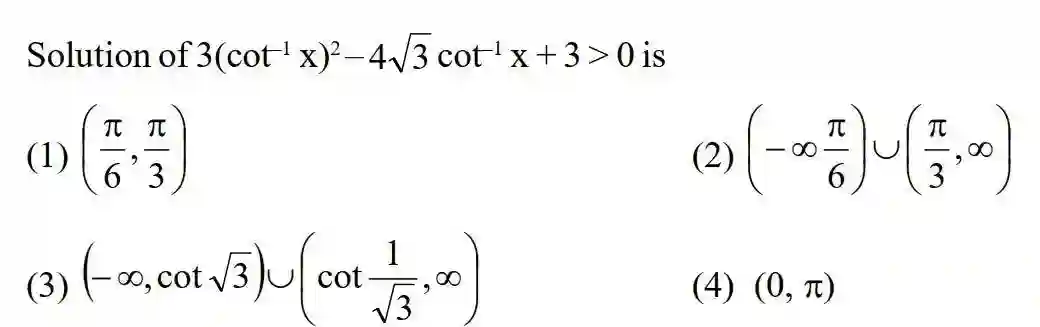 Solution of 3(cot⁻¹ x)² – 4√3 cot⁻¹ x + 3 > 0 is
(1) (π/6, π/3) (2) (–∞ π/6) ∪ (π/3, ∞)
(3) (–∞, cot √3) ∪ (cot 1/√3, ∞) (4) (0, π)